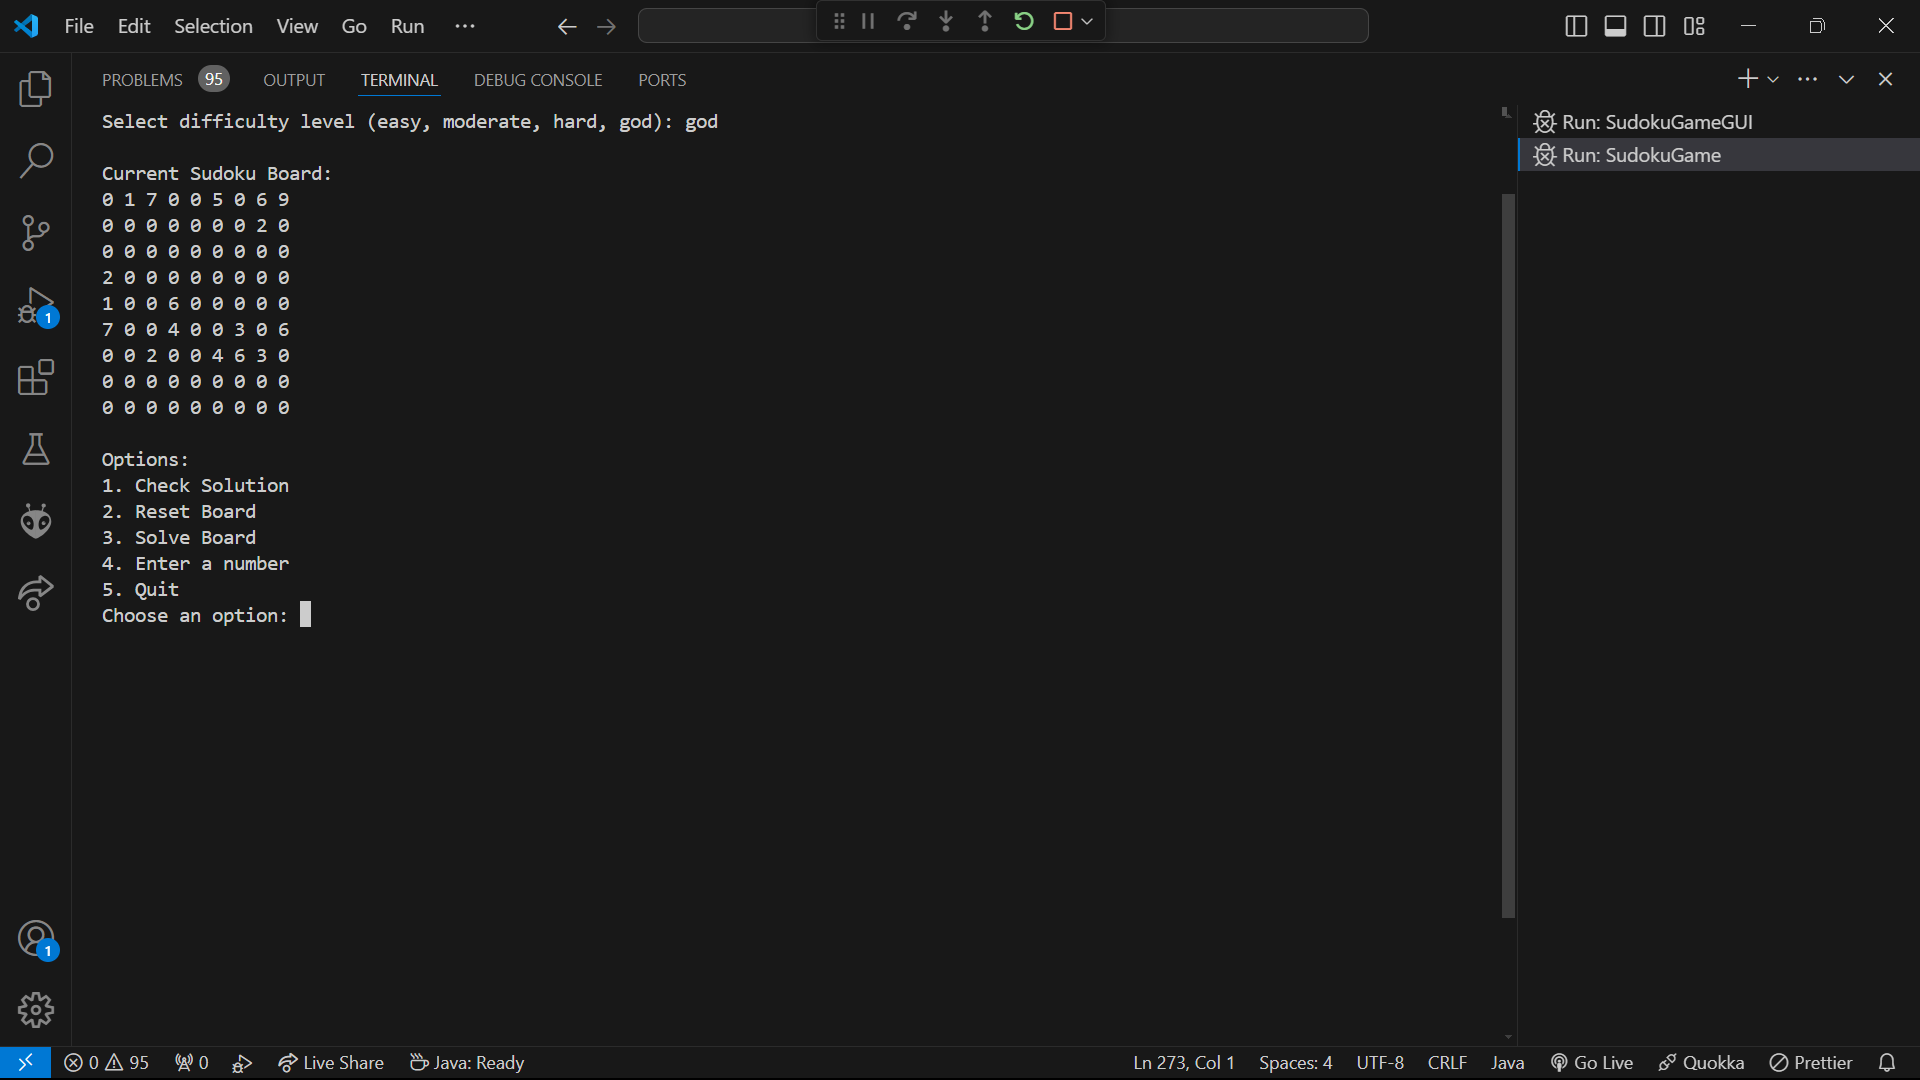 File Edit Selection View Go Run ···
PROBLEMS 95 OUTPUT TERMINAL DEBUG CONSOLE PORTS
Select difficulty level (easy, moderate, hard, god): god
Current Sudoku Board:
0 1 7 0 0 5 0 6 9
0 0 0 0 0 0 0 2 0
0 0 0 0 0 0 0 0 0
2 0 0 0 0 0 0 0 0
1 0 0 6 0 0 0 0 0
7 0 0 4 0 0 3 0 6
0 0 2 0 0 4 6 3 0
0 0 0 0 0 0 0 0 0
0 0 0 0 0 0 0 0 0
Options:
1. Check Solution
2. Reset Board
3. Solve Board
4. Enter a number
5. Quit
Choose an option:
Run: SudokuGameGUI
Run: SudokuGame
1
1
0 95 0 Live Share Java: Ready Ln 273, Col 1 Spaces: 4 UTF-8 CRLF Java Go Live Quokka Prettier